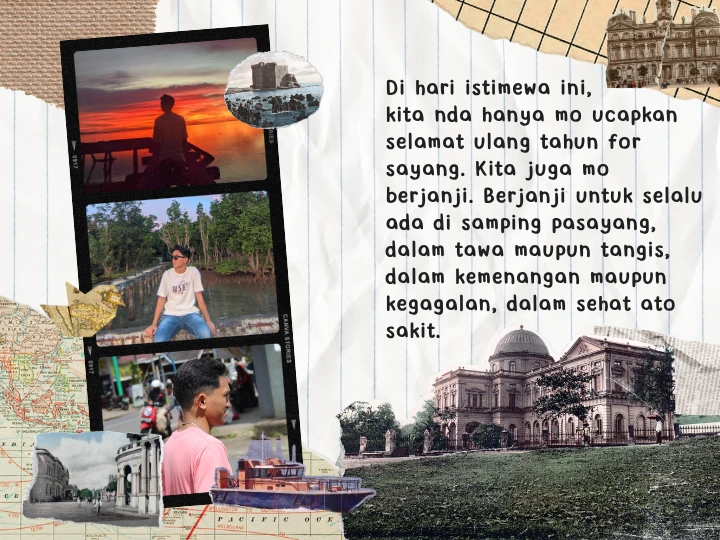 Di hari istimewa ini,
kita nda hanya mo ucapkan
selamat ulang tahun for
sayang. Kita juga mo
berjanji. Berjanji untuk selalu
ada di samping pasayang,
dalam tawa maupun tangis,
dalam kemenangan maupun
kegagalan, dalam sehat ato
sakit.
0917
CANVA STORIES
0917
PACIFIC OCE